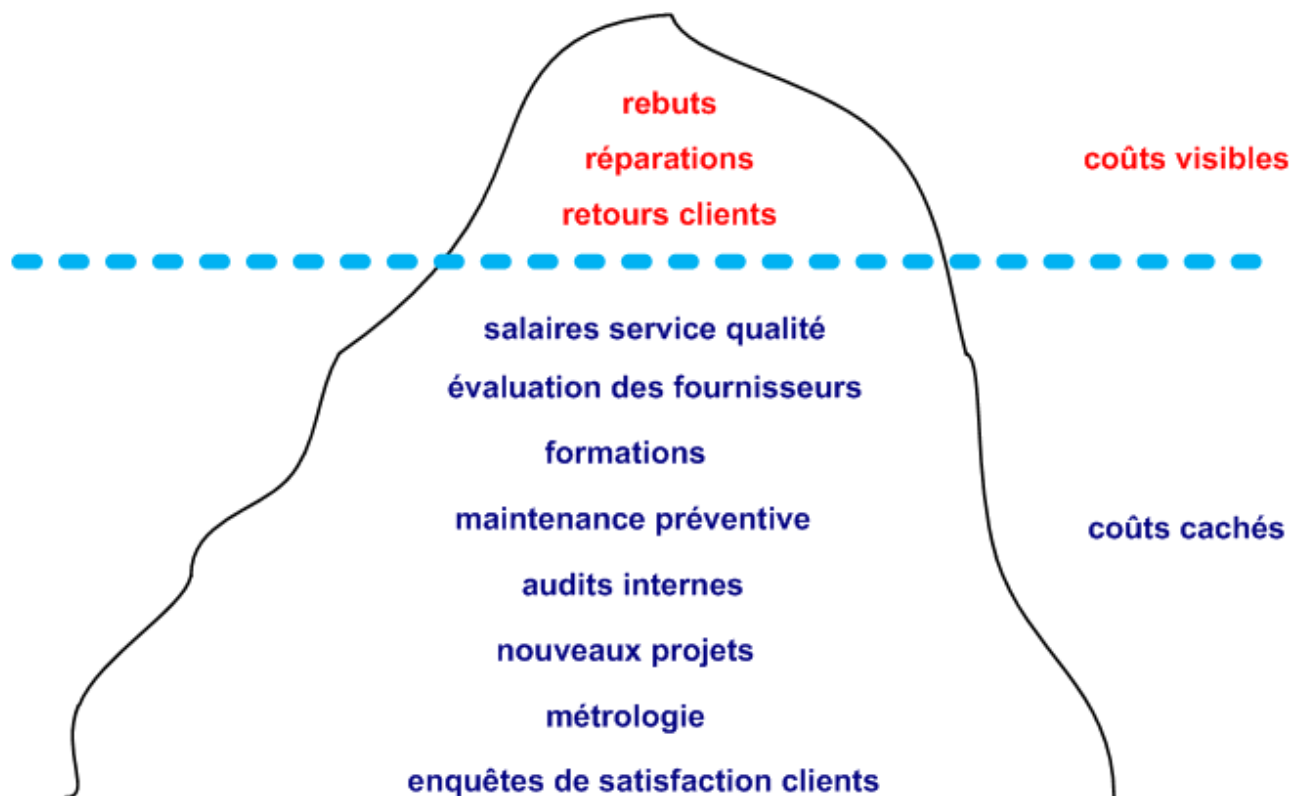 rebuts
réparations
coûts visibles
retours clients
salaires service qualité
évaluation des fournisseurs
formations
maintenance préventive
coûts cachés
audits internes
nouveaux projets
métrologie
enquêtes de satisfaction clients